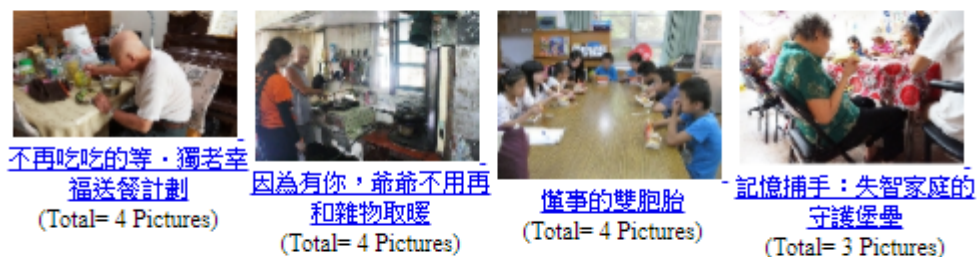 不再吃吃的等．獨老幸
福送餐計劃
(Total= 4 Pictures)
因為有你，爺爺不用再
和雜物取暖
(Total= 4 Pictures)
懂事的雙胞胎
(Total= 4 Pictures)
記憶捕手：失智家庭的
守護堡壘
(Total= 3 Pictures)